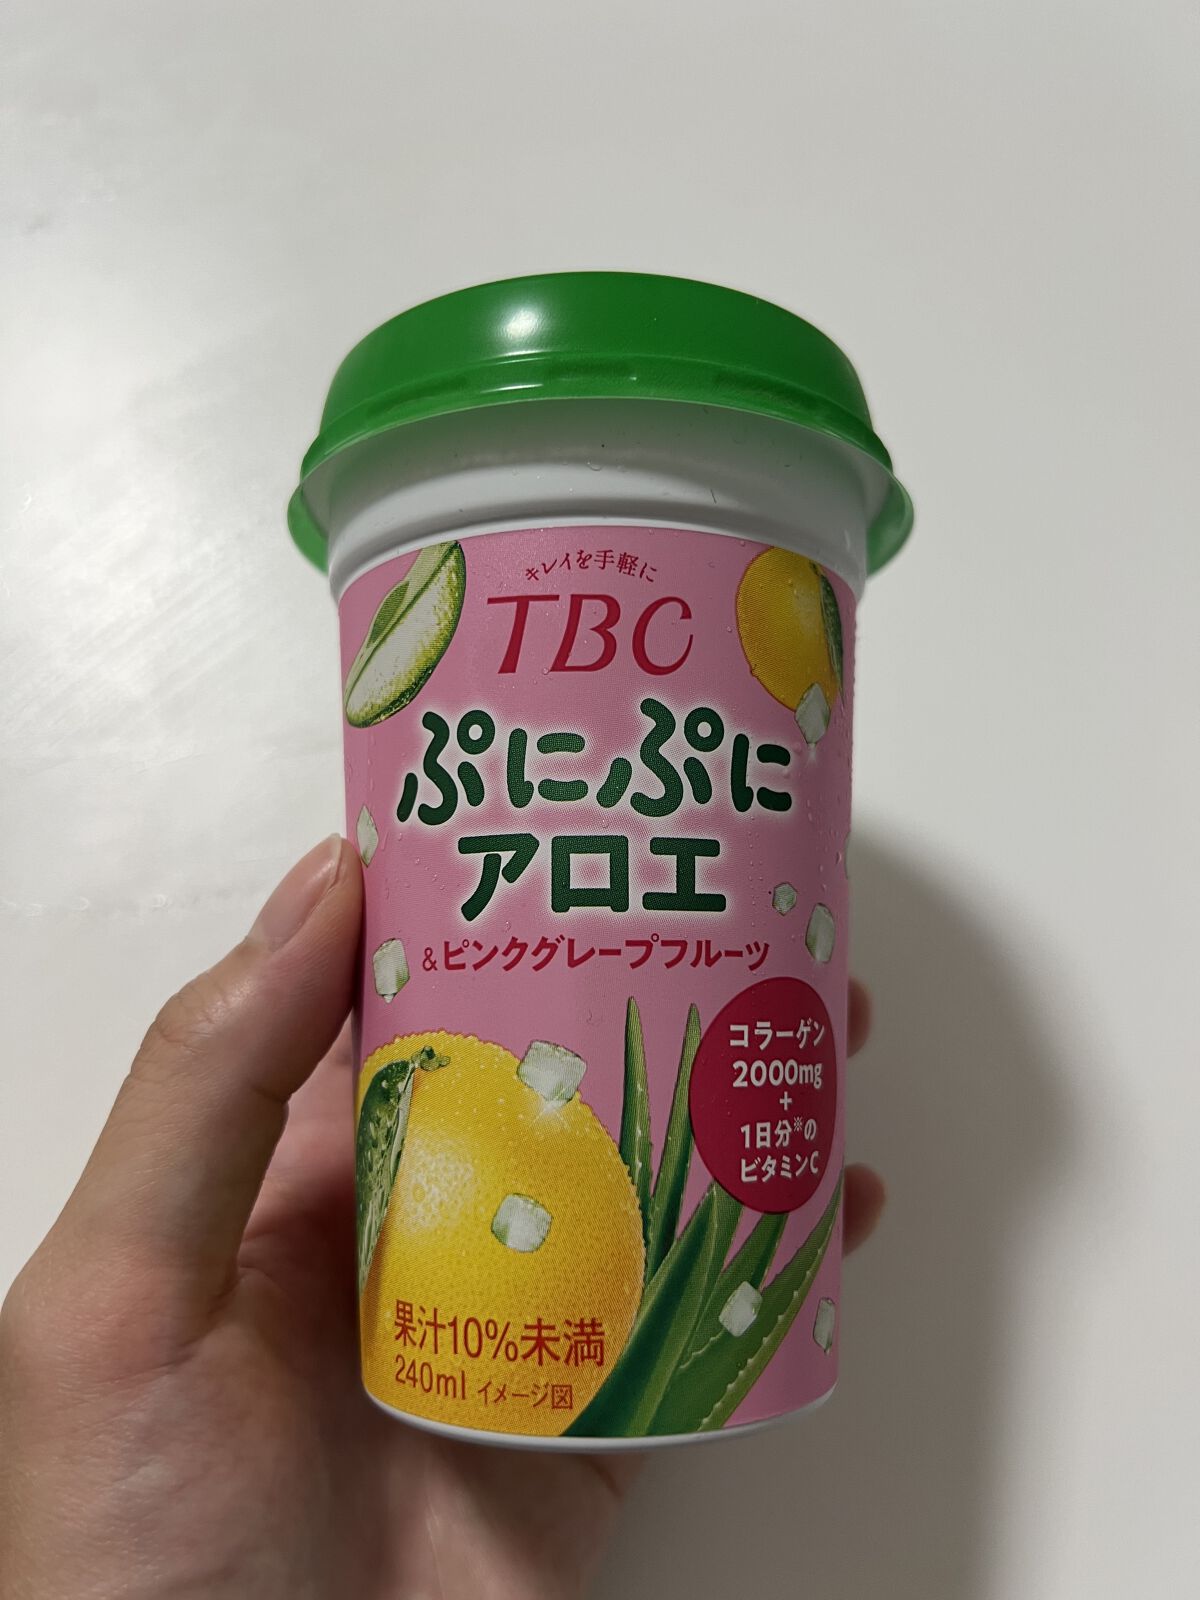 キレイを手軽に
TBC
ぷにぷに
アロエ
&ピンクグレープフルーツ
コラーゲン
2000mg
+
1日分※の
ビタミンC
果汁10%未満
240ml イメージ図